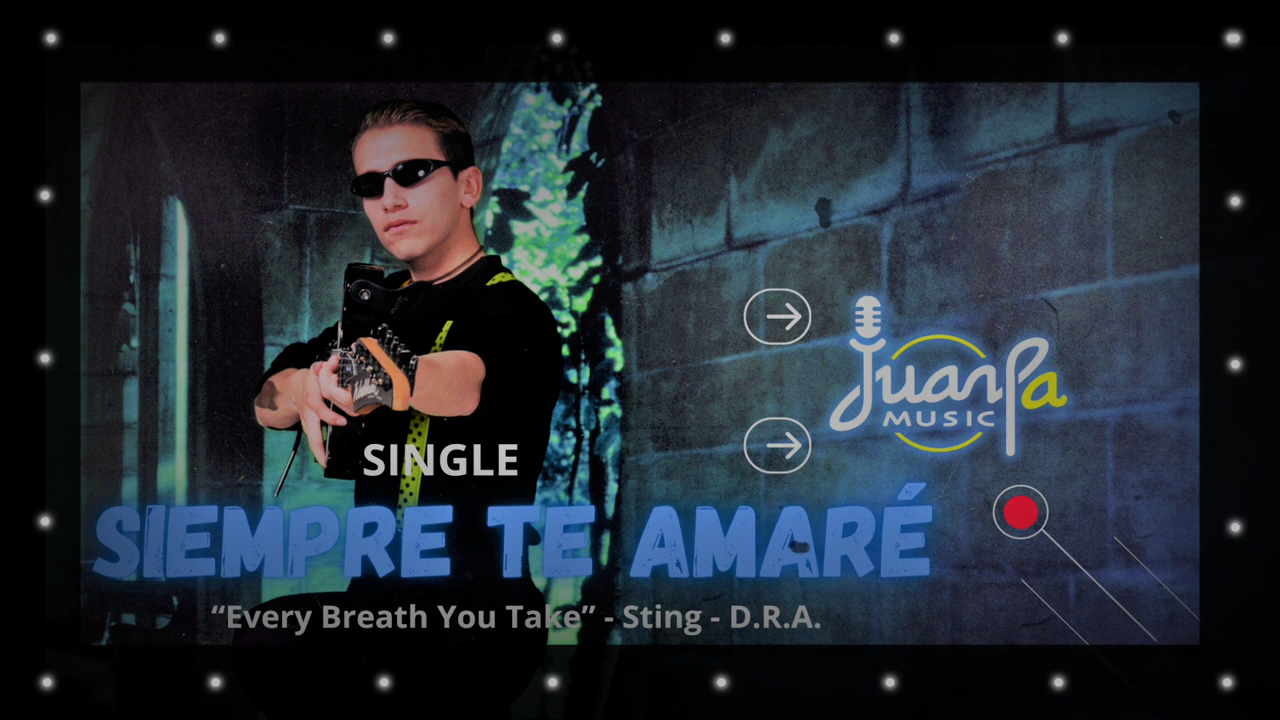 JuanPa
MUSIC
SINGLE
SIEMPRE TE AMARÉ
“Every Breath You Take” - Sting - D.R.A.